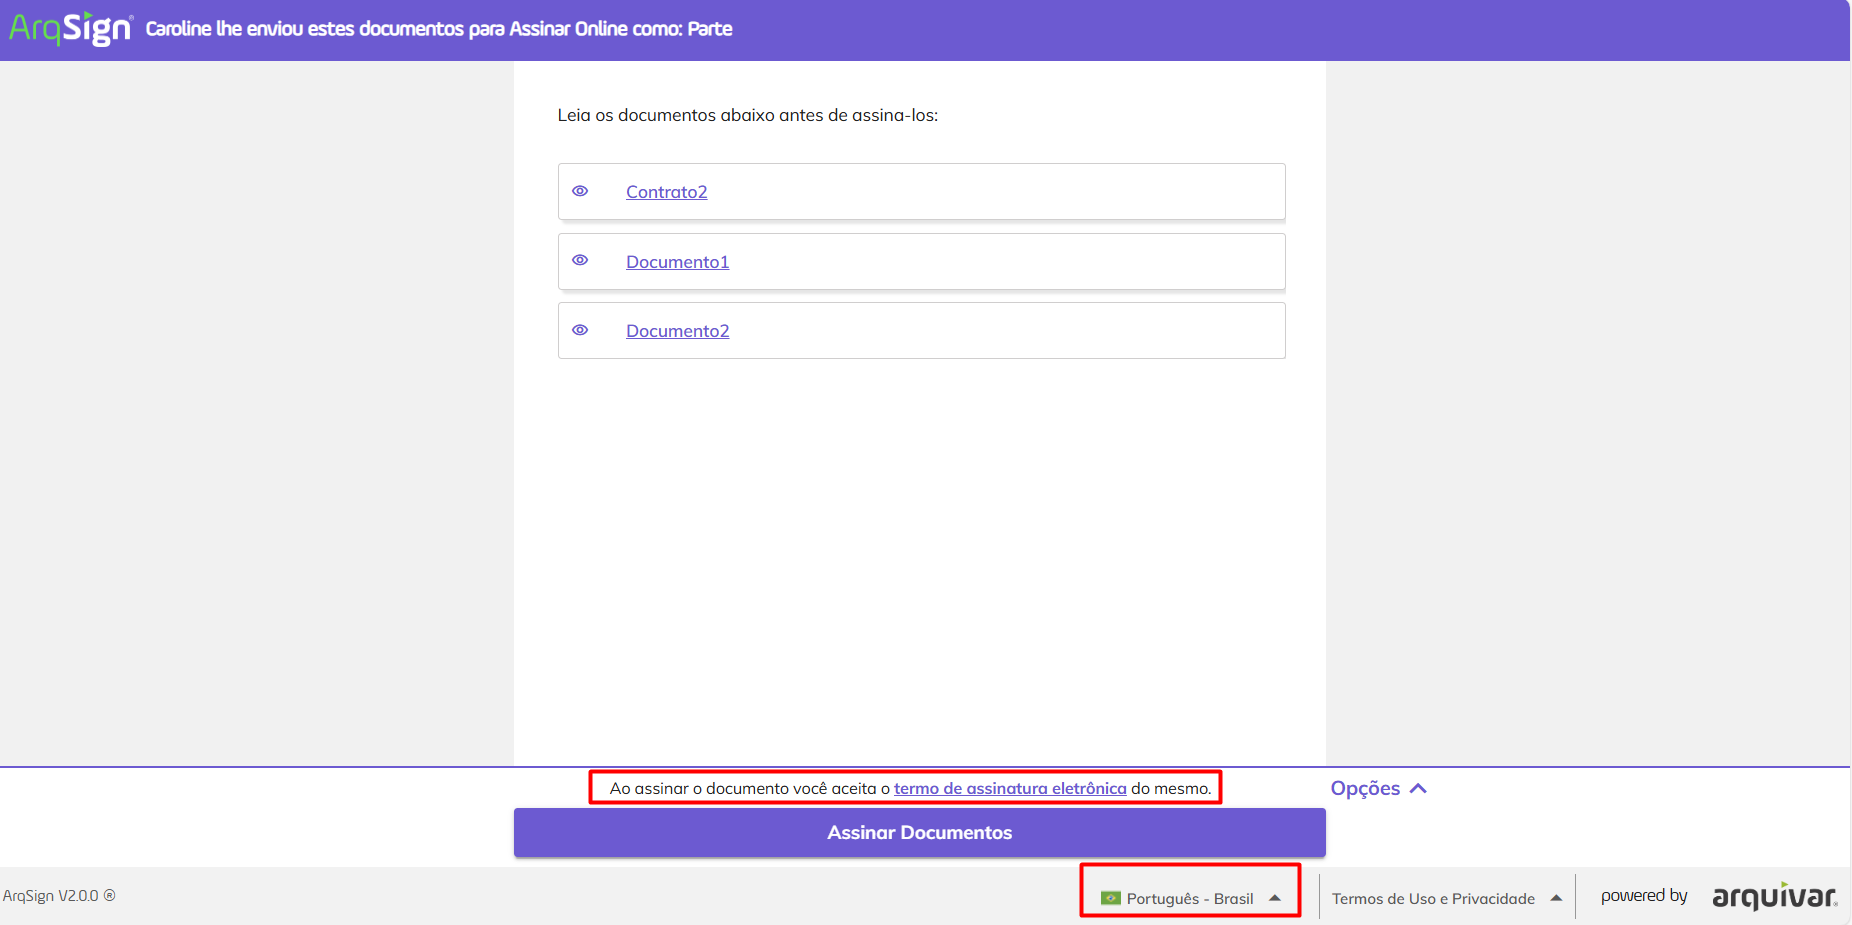 ArqSign® Caroline lhe enviou estes documentos para Assinar Online como: Parte
Leia os documentos abaixo antes de assina-los:
Contrato2
Documento1
Documento2
Ao assinar o documento você aceita o termo de assinatura eletrônica do mesmo.
Opções
Assinar Documentos
ArqSign V2.0.0 ®
Português - Brasil
Termos de Uso e Privacidade
powered by arquivar®